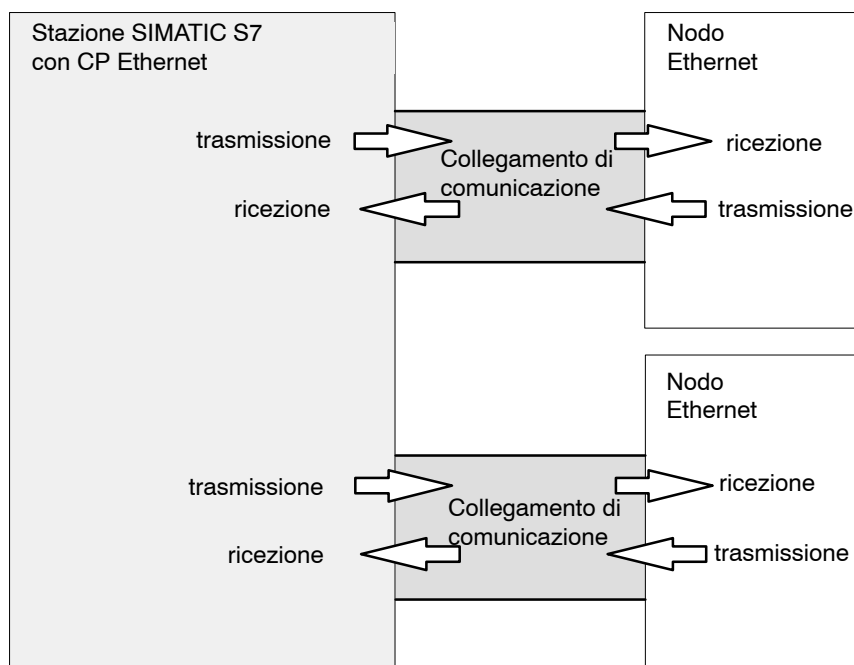 Stazione SIMATIC S7
con CP Ethernet
Nodo
Ethernet
trasmissione
Collegamento di
comunicazione
ricezione
ricezione
trasmissione
Nodo
Ethernet
trasmissione
Collegamento di
comunicazione
ricezione
ricezione
trasmissione